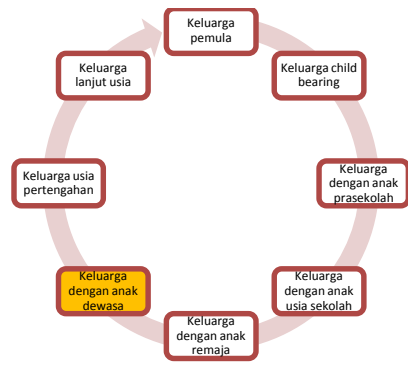 Keluarga
pemula
Keluarga child
bearing
Keluarga
dengan anak
prasekolah
Keluarga
dengan anak
usia sekolah
Keluarga
dengan anak
remaja
Keluarga
dengan anak
dewasa
Keluarga usia
pertengahan
Keluarga
lanjut usia